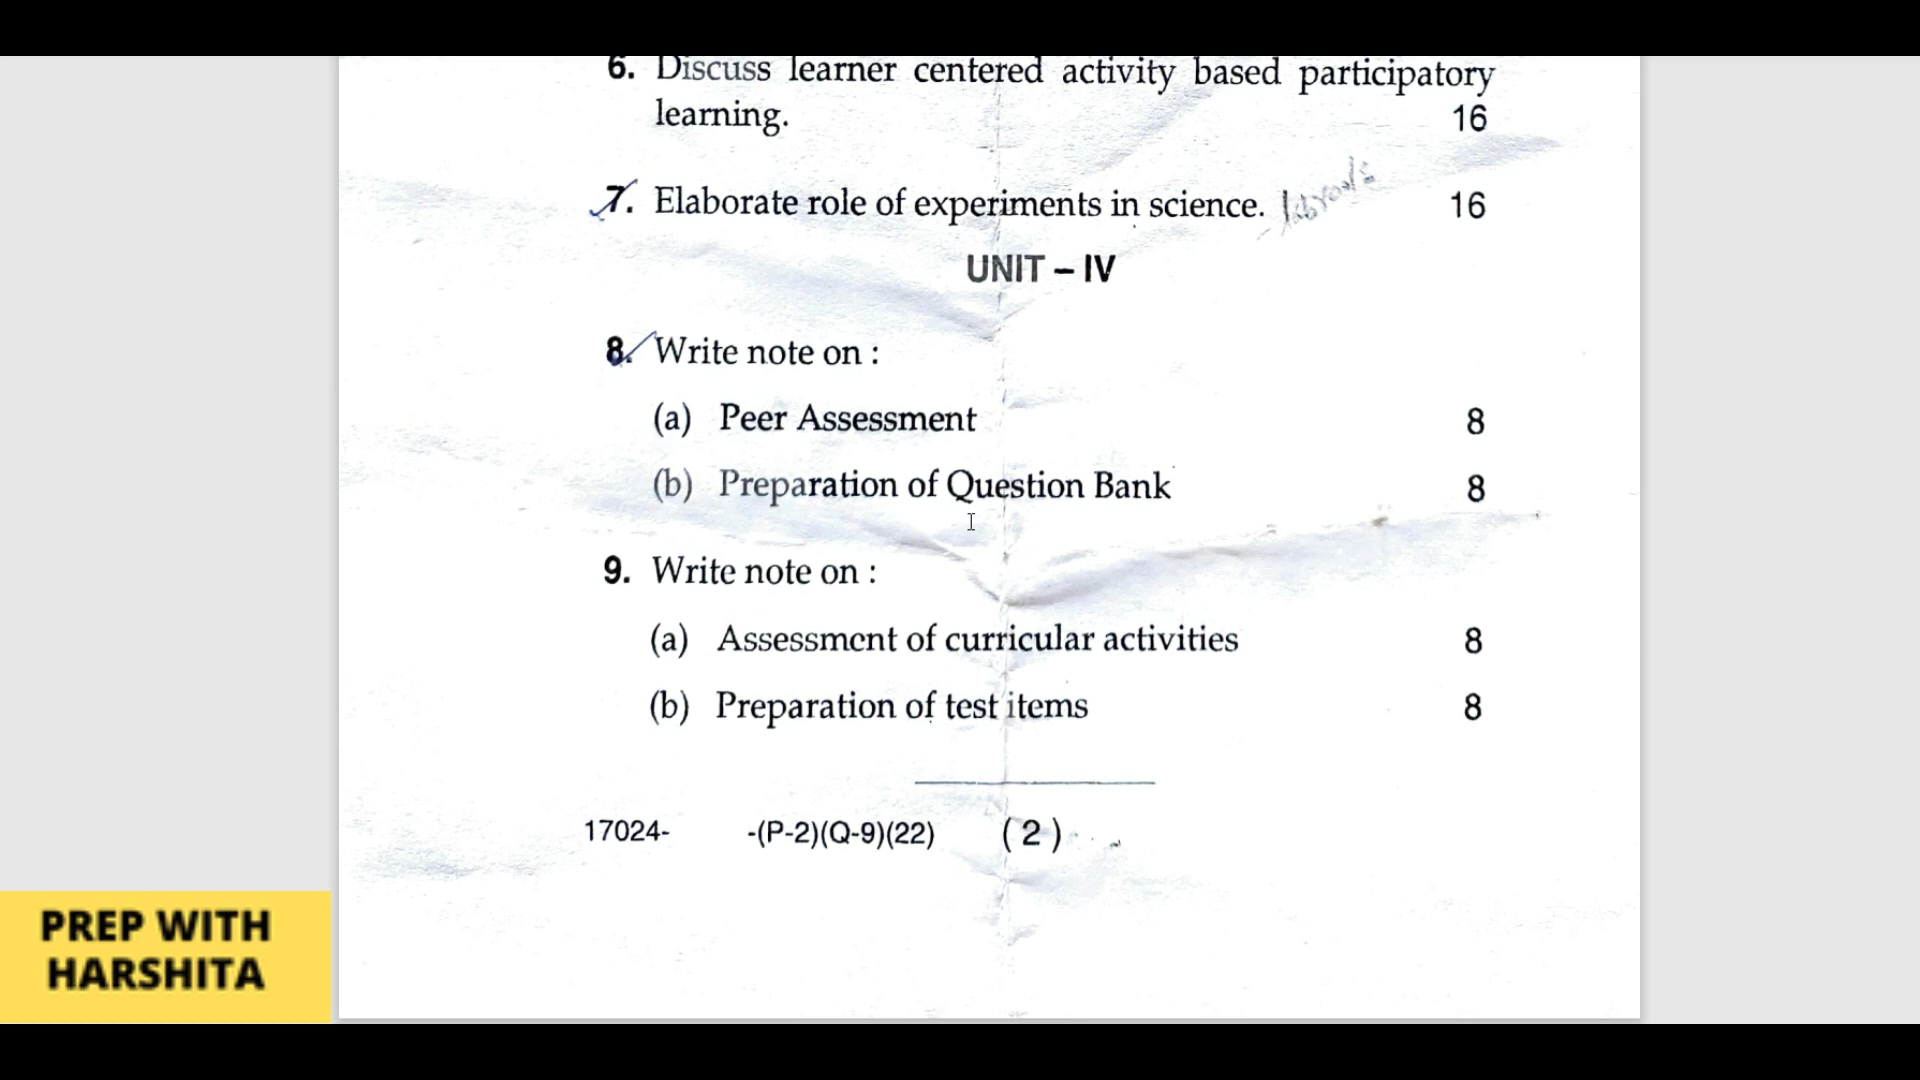 6. Discuss learner centered activity based participatory
learning. 16
7. Elaborate role of experiments in science. 16
UNIT – IV
8. Write note on :
(a) Peer Assessment 8
(b) Preparation of Question Bank 8
9. Write note on :
(a) Assessment of curricular activities 8
(b) Preparation of test items 8
17024- -(P-2)(Q-9)(22) (2)
PREP WITH
HARSHITA